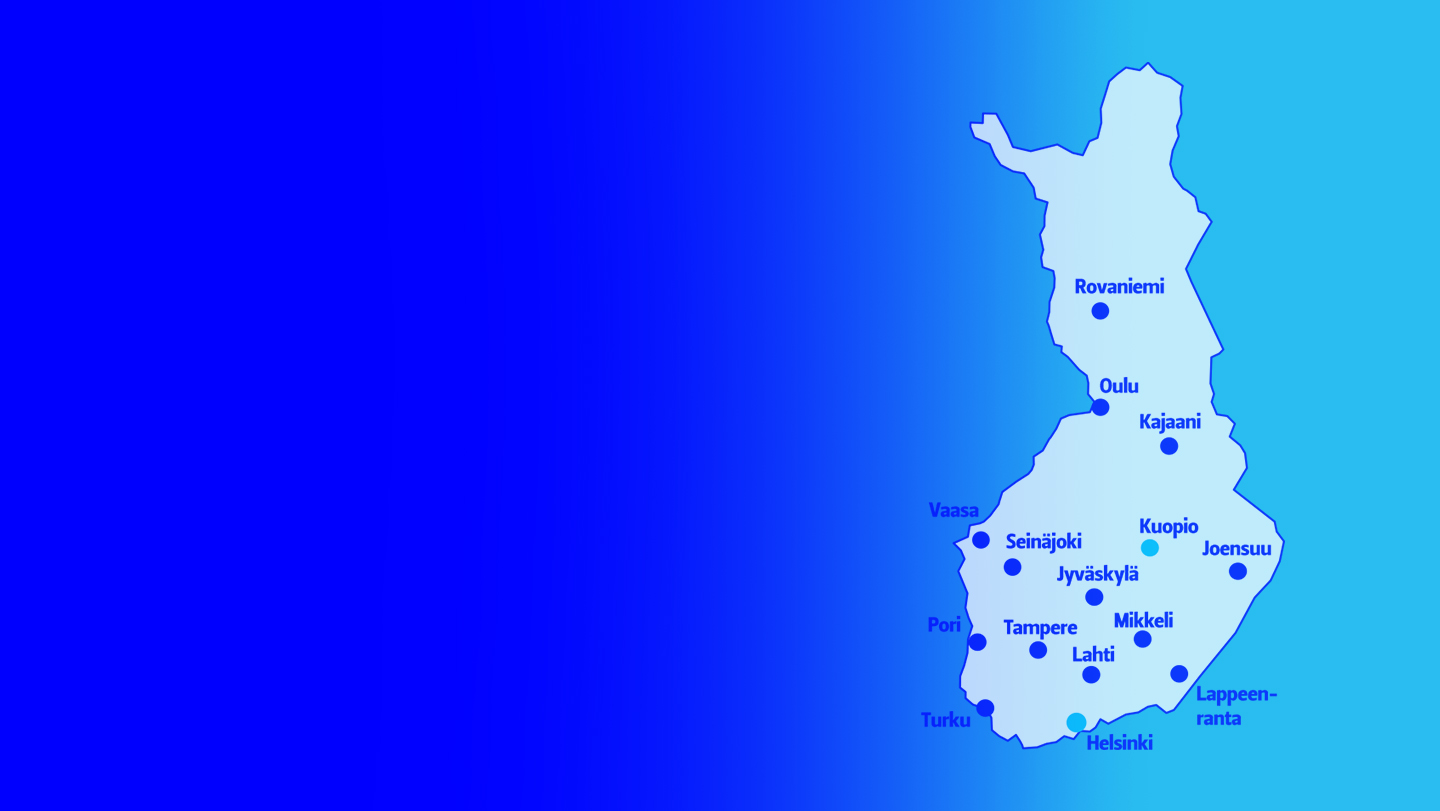 Rovaniemi
Oulu
Kajaani
Vaasa
Kuopio
Seinäjoki
Joensuu
Jyväskylä
Mikkeli
Pori
Tampere
Lahti
Lappeen-
ranta
Turku
Helsinki